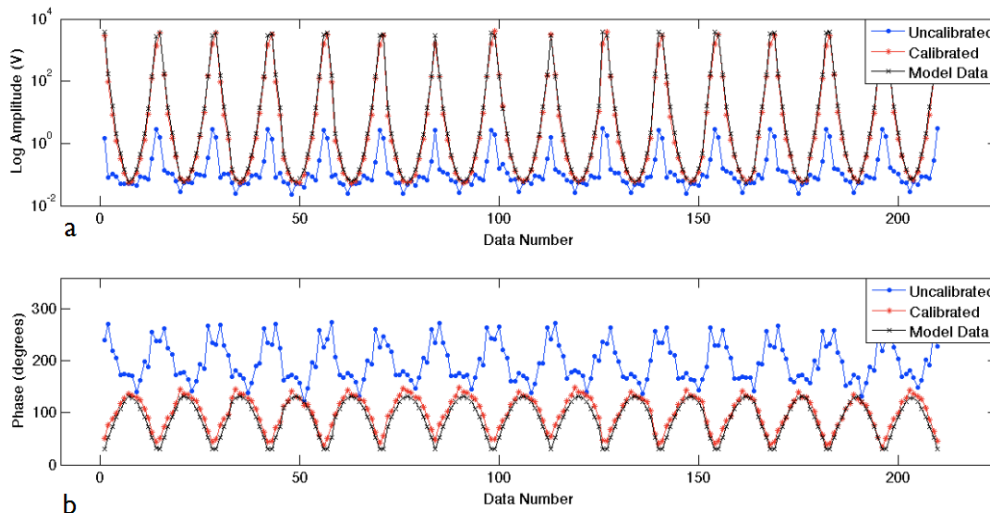 10^4
10^2
10^0
10^-2
Log Amplitude (V)
Uncalibrated
Calibrated
Model Data
0 50 100 150 200
Data Number
a
300
200
100
0
Phase (degrees)
Uncalibrated
Calibrated
Model Data
0 50 100 150 200
Data Number
b